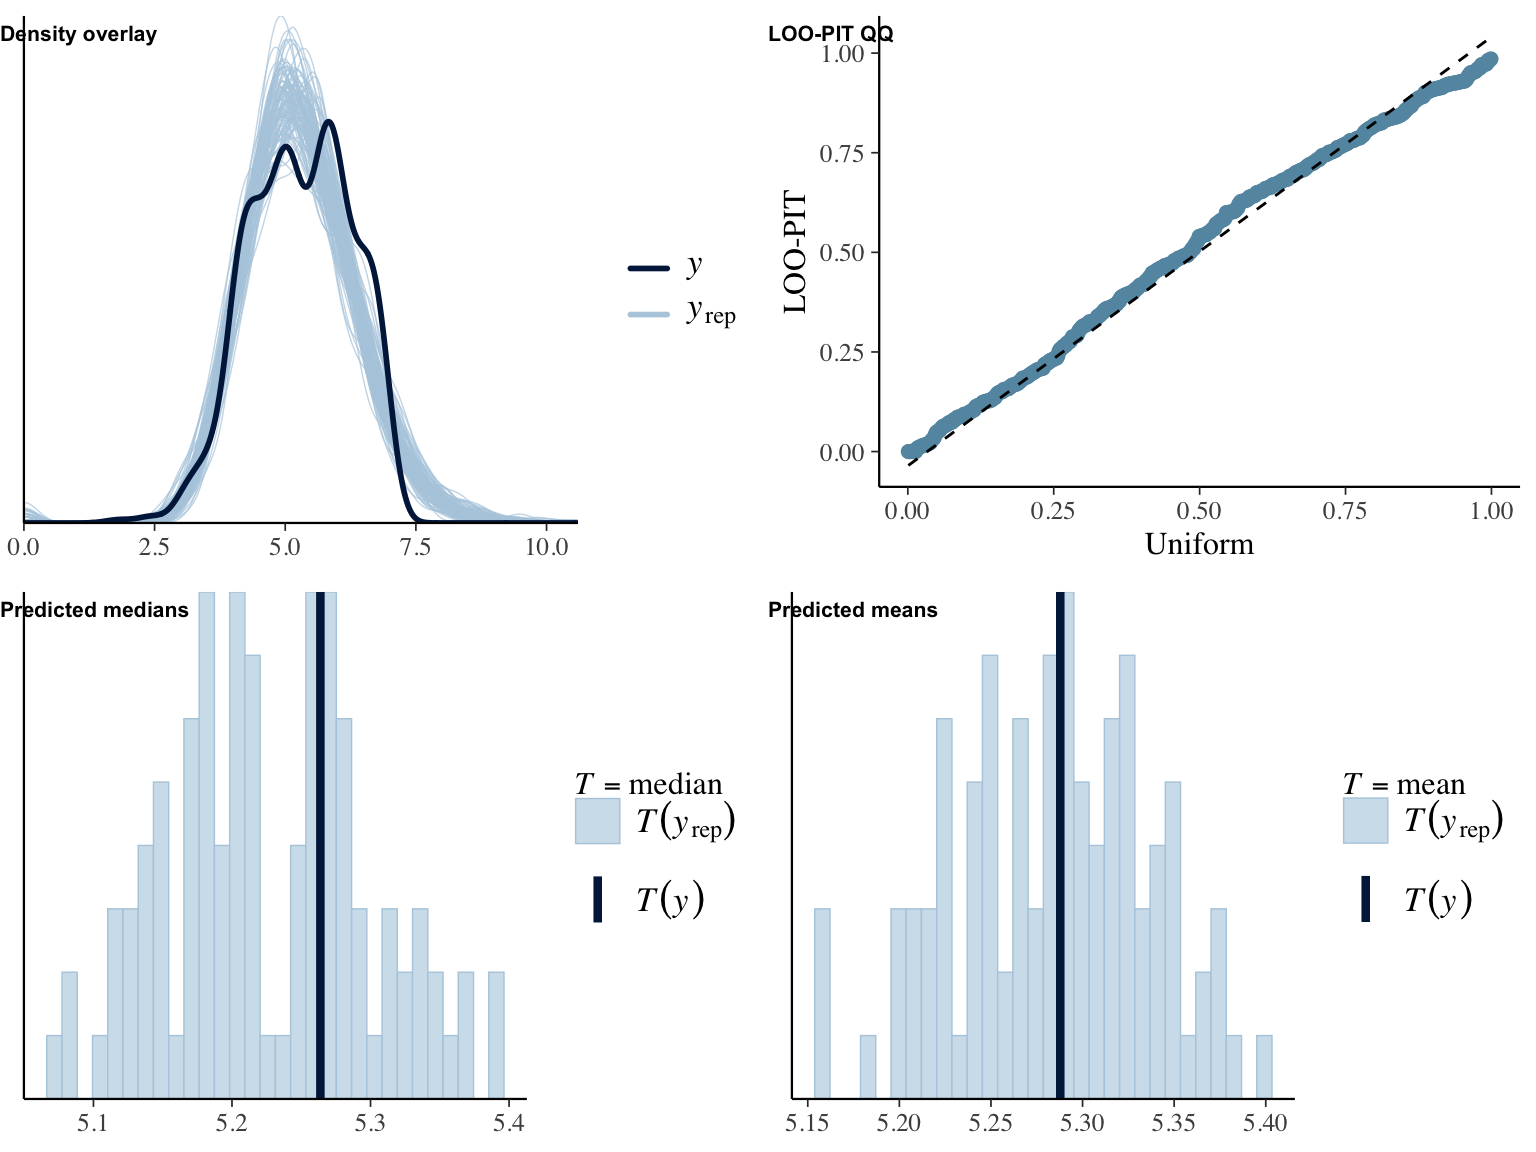 Density overlay
y
yrep
0.0 2.5 5.0 7.5 10.0
LOO-PIT QQ
1.00
0.75
0.50
0.25
0.00
LOO-PIT
0.00 0.25 0.50 0.75 1.00
Uniform
Predicted medians
T = median
T(yrep)
T(y)
5.1 5.2 5.3 5.4
Predicted means
T = mean
T(yrep)
T(y)
5.15 5.20 5.25 5.30 5.35 5.40